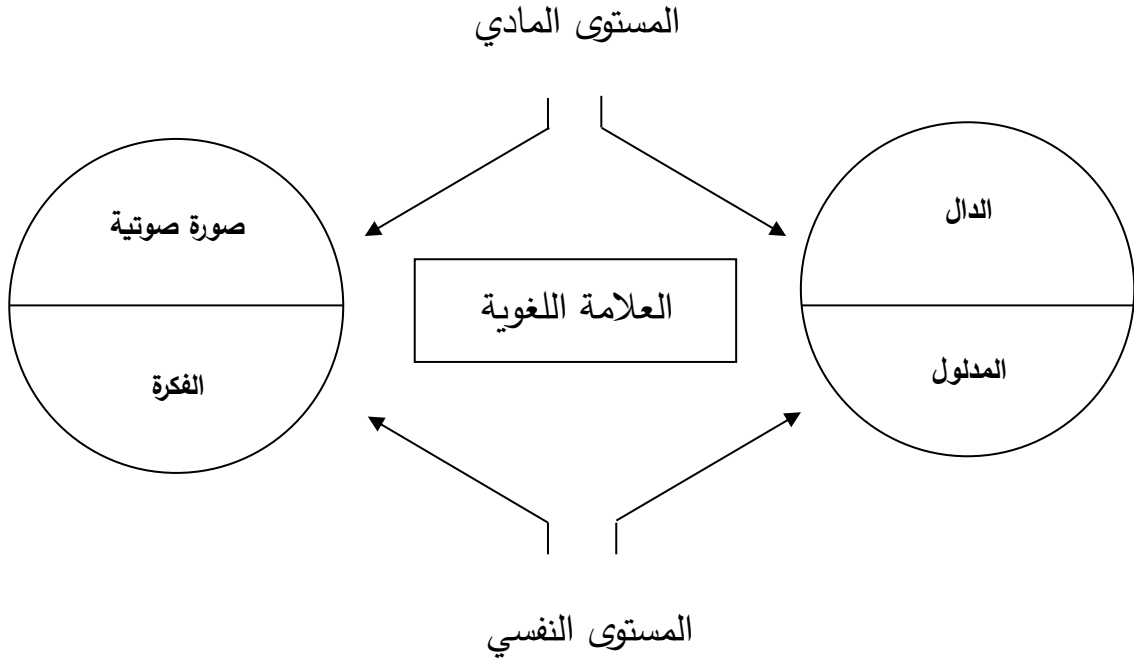 المستوى المادي
الدال
صورة صوتية
العلامة اللغوية
المدلول
الفكرة
المستوى النفسي